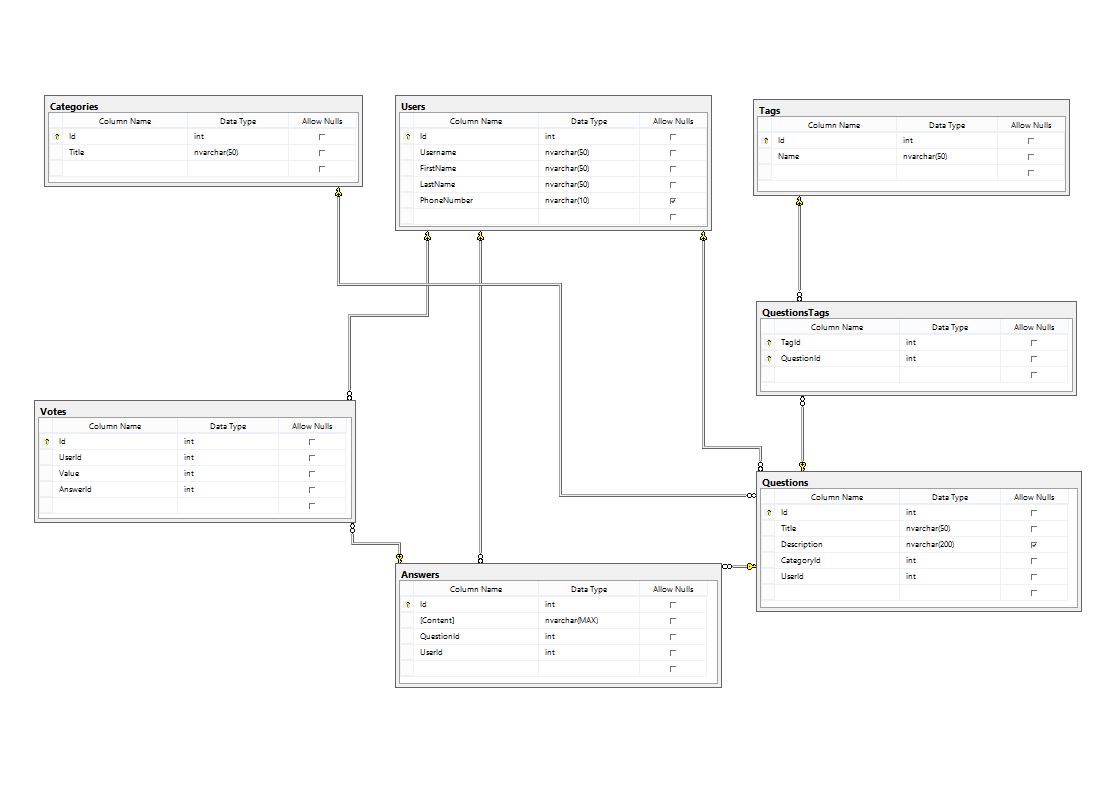 Categories
Column Name Data Type Allow Nulls
Id int
Title nvarchar(50)
Users
Column Name Data Type Allow Nulls
Id int
Username nvarchar(50)
FirstName nvarchar(50)
LastName nvarchar(50)
PhoneNumber nvarchar(10)
Tags
Column Name Data Type Allow Nulls
Id int
Name nvarchar(50)
QuestionsTags
Column Name Data Type Allow Nulls
TagId int
QuestionId int
Votes
Column Name Data Type Allow Nulls
Id int
UserId int
Value int
AnswerId int
Questions
Column Name Data Type Allow Nulls
Id int
Title nvarchar(50)
Description nvarchar(200)
CategoryId int
UserId int
Answers
Column Name Data Type Allow Nulls
Id int
[Content] nvarchar(MAX)
QuestionId int
UserId int